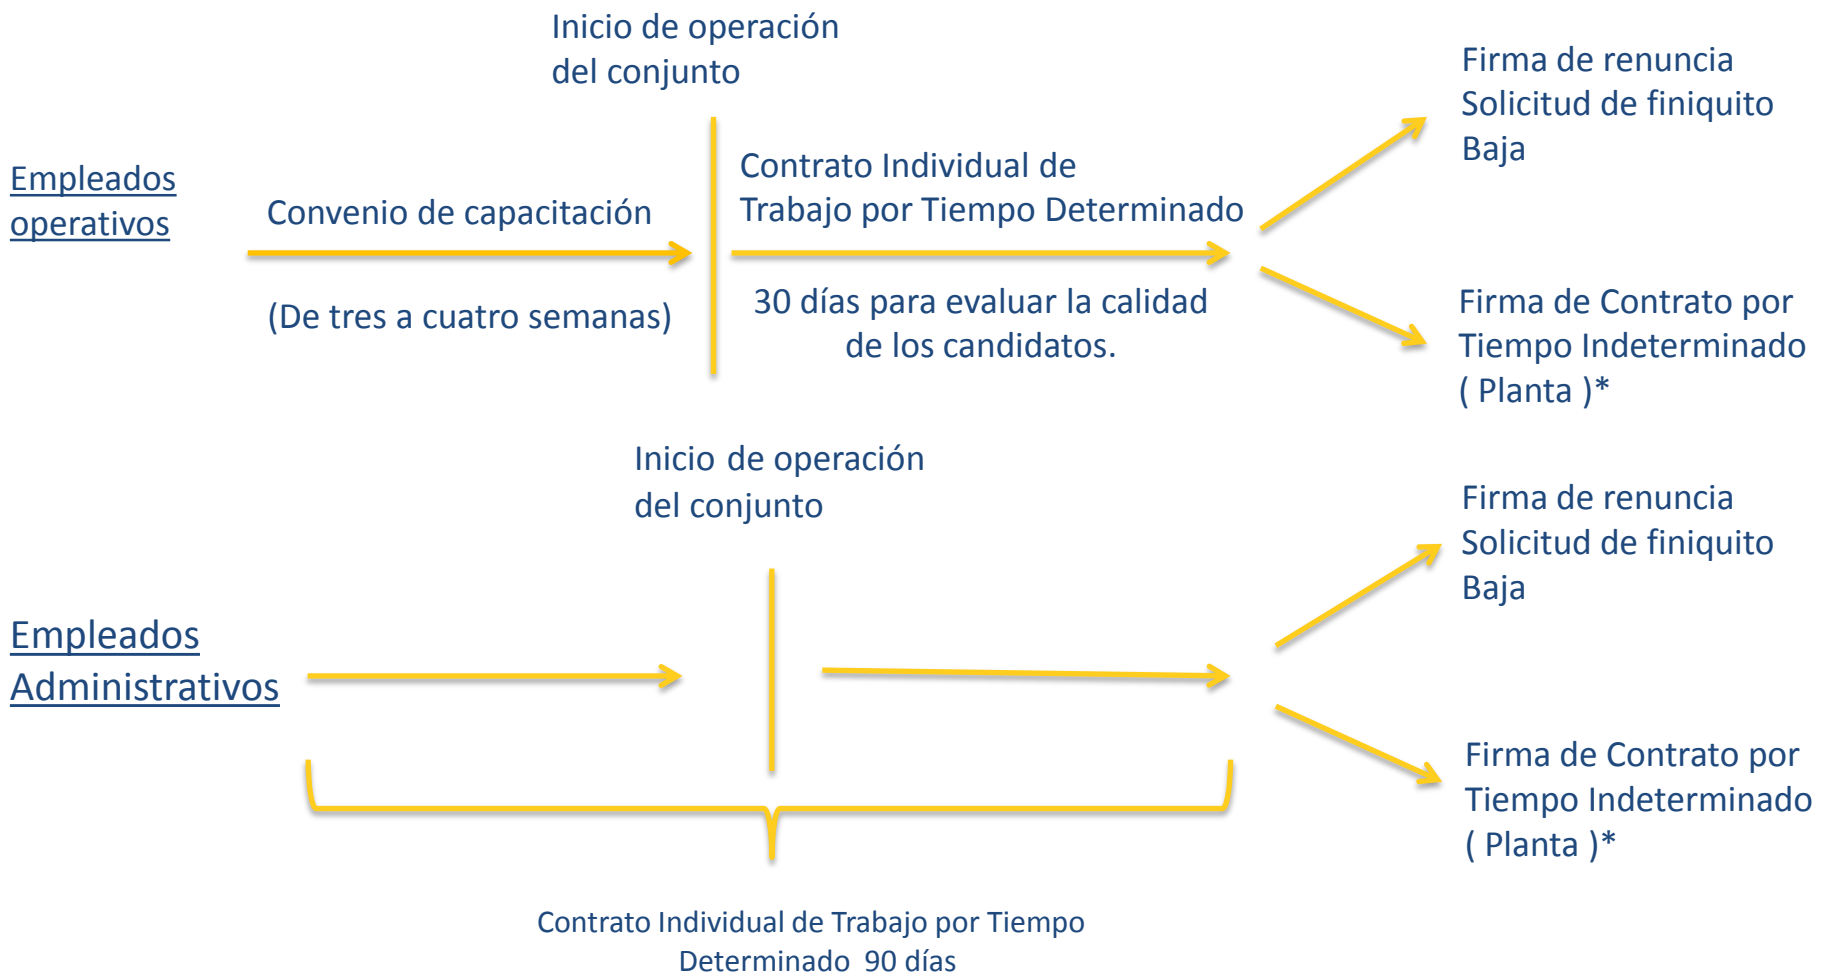 Inicio de operación
del conjunto
Empleados
operativos
Convenio de capacitación
(De tres a cuatro semanas)
Contrato Individual de
Trabajo por Tiempo Determinado
30 días para evaluar la calidad
de los candidatos.
Firma de renuncia
Solicitud de finiquito
Baja
Firma de Contrato por
Tiempo Indeterminado
( Planta )*
Inicio de operación
del conjunto
Empleados
Administrativos
Firma de renuncia
Solicitud de finiquito
Baja
Firma de Contrato por
Tiempo Indeterminado
( Planta )*
Contrato Individual de Trabajo por Tiempo
Determinado 90 días